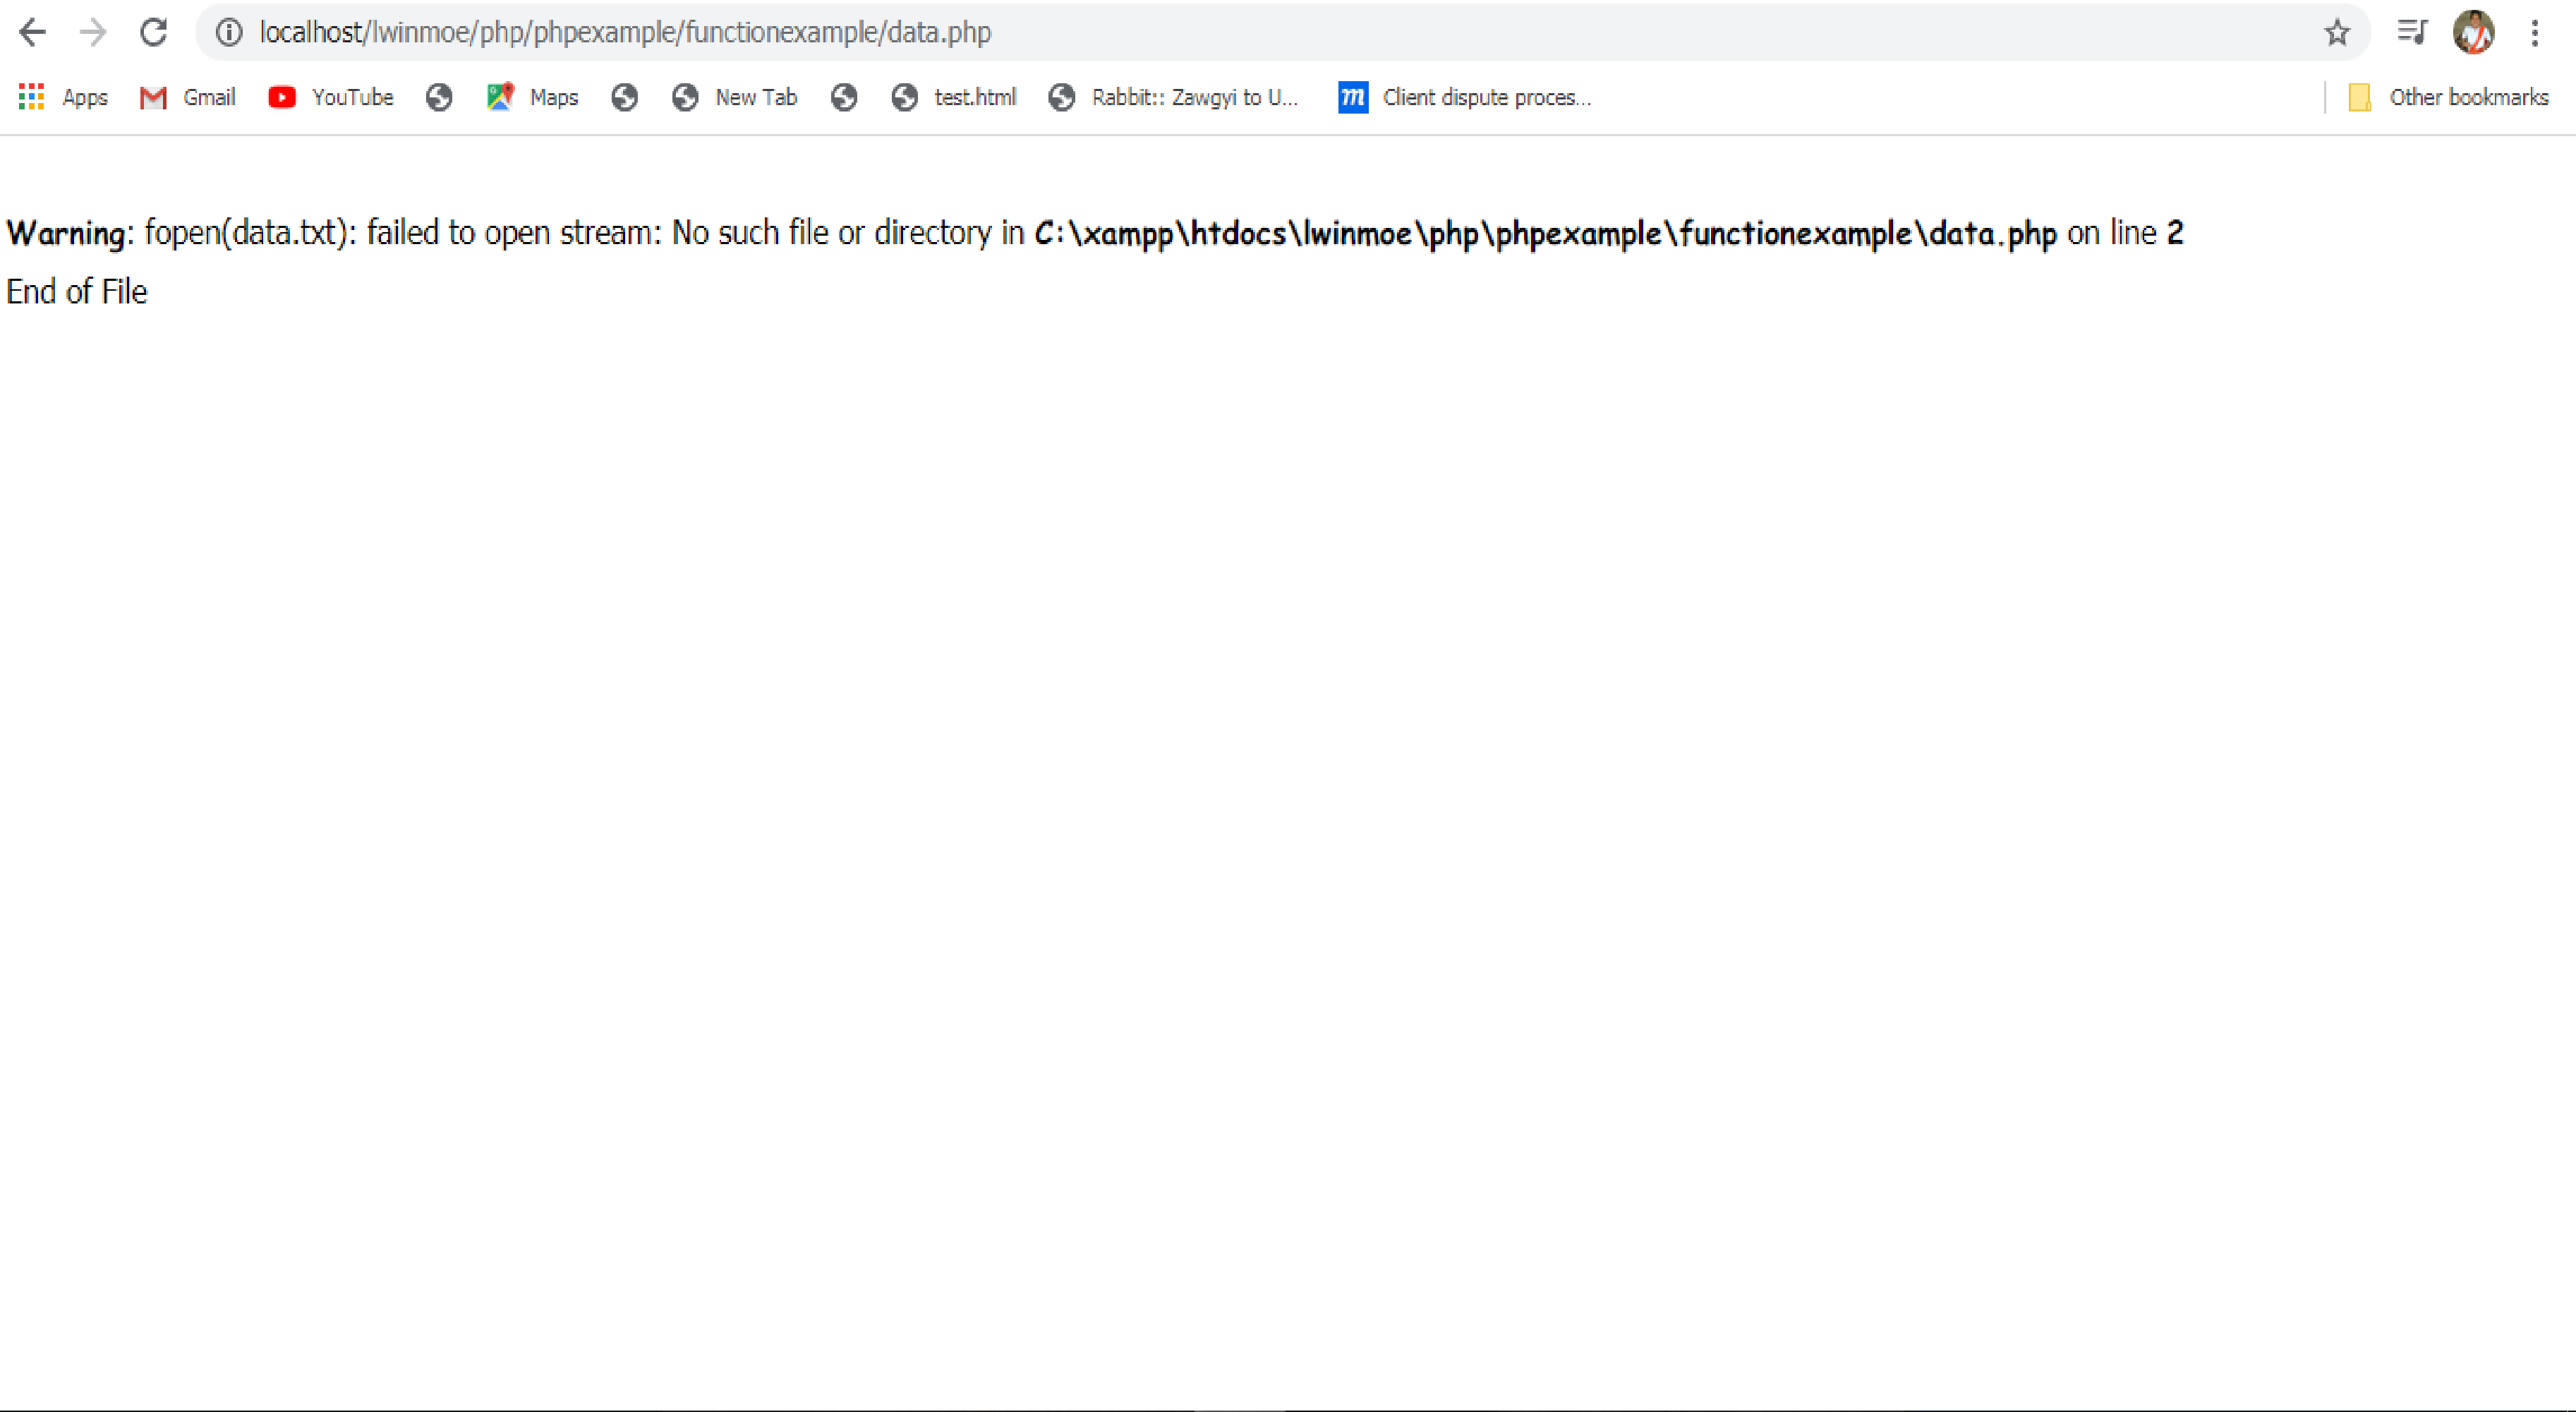 localhost/lwinmoe/php/phpexample/functionexample/data.php
Apps Gmail YouTube Maps New Tab test.html Rabbit:: Zawgyi to U... m Client dispute proces... Other bookmarks
Warning: fopen(data.txt): failed to open stream: No such file or directory in C:\xampp\htdocs\lwinmoe\php\phpexample\functionexample\data.php on line 2
End of File